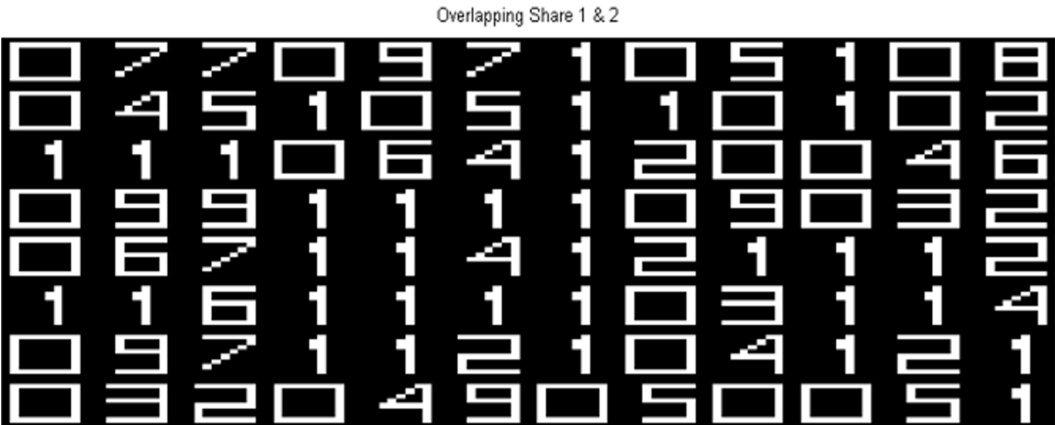 Overlapping Share 1 & 2
0 7 7 0 9 7 1 0 5 1 0 8
0 4 5 1 0 5 1 1 0 1 0 2
1 1 1 0 6 4 1 2 0 0 4 6
0 9 9 1 1 1 1 0 9 0 3 2
0 6 7 1 1 4 1 2 1 1 1 2
1 1 6 1 1 1 1 0 3 1 1 4
0 9 7 1 1 2 1 0 4 1 2 1
0 3 2 0 4 9 0 5 0 0 5 1